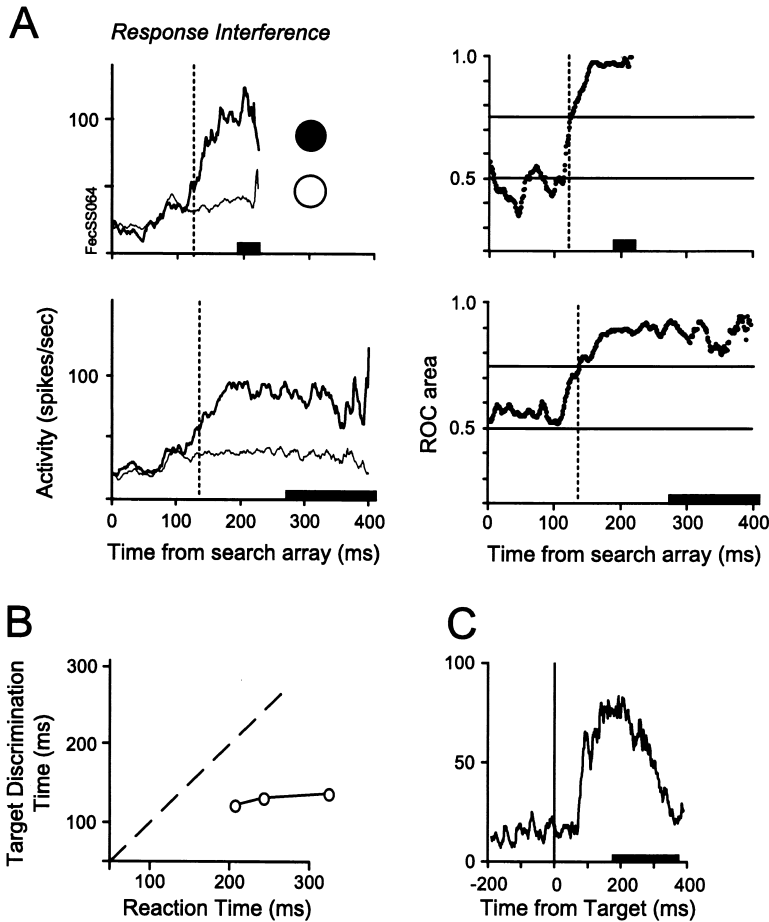 A
Response Interference
100
FecSS064
1.0
0.5
100
Activity (spikes/sec)
0 100 200 300 400
Time from search array (ms)
1.0
0.5
ROC area
0 100 200 300 400
Time from search array (ms)
B
300
200
100
Target Discrimination
Time (ms)
100 200 300
Reaction Time (ms)
C
100
50
0
-200 0 200 400
Time from Target (ms)